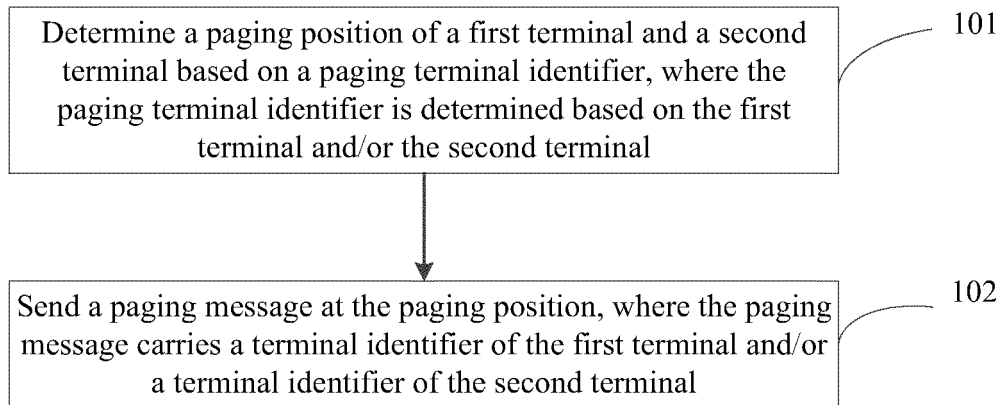 Determine a paging position of a first terminal and a second
terminal based on a paging terminal identifier, where the
paging terminal identifier is determined based on the first
terminal and/or the second terminal
101
Send a paging message at the paging position, where the paging
message carries a terminal identifier of the first terminal and/or
a terminal identifier of the second terminal
102